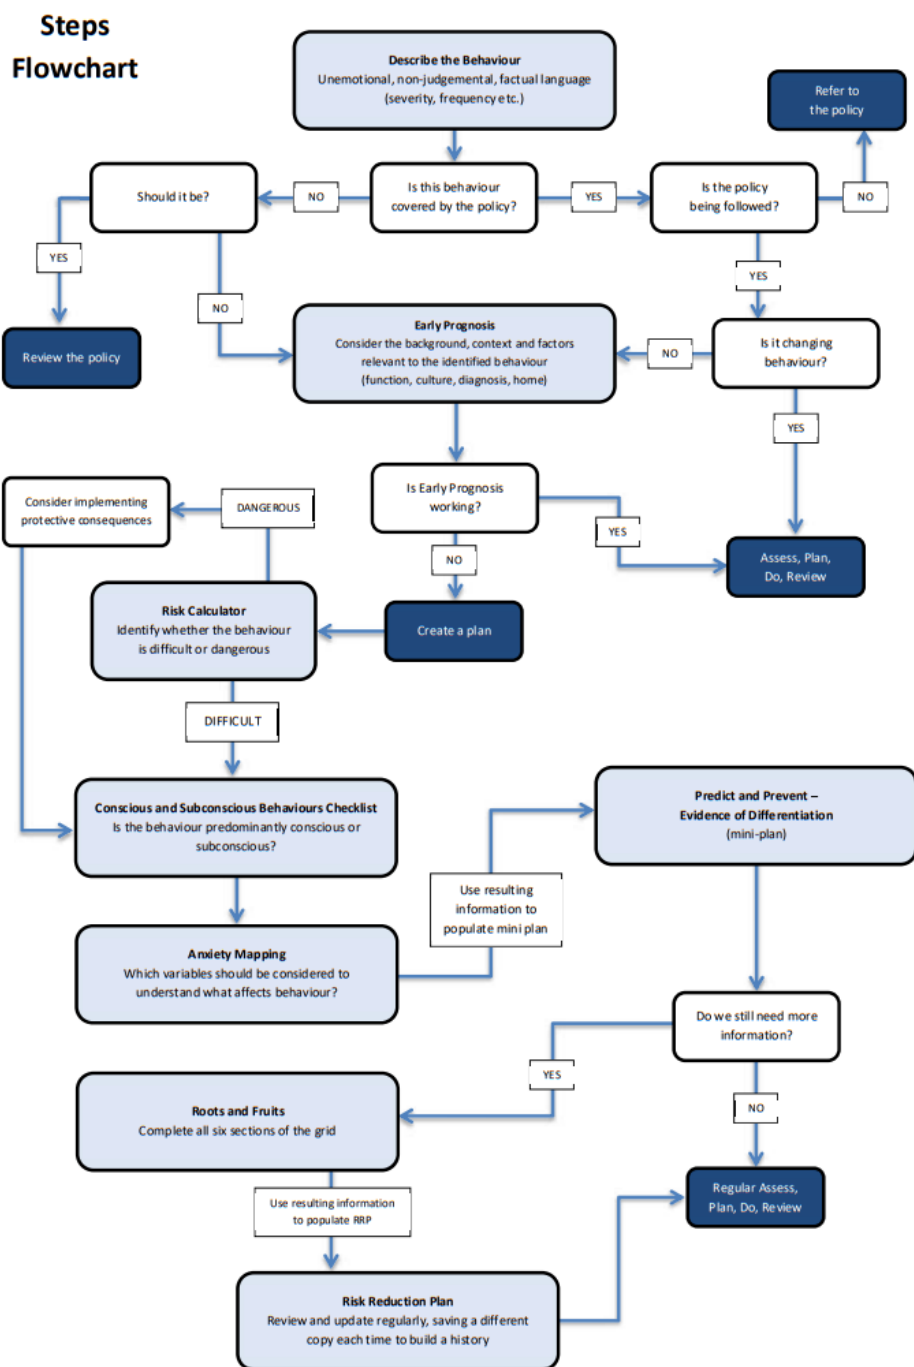 Steps
Flowchart
Describe the Behaviour
Unemotional, non-judgemental, factual language
(severity, frequency etc.)
Refer to
the policy
Should it be?
NO
Is this behaviour
covered by the policy?
YES
Is the policy
being followed?
NO
YES
NO
YES
Review the policy
Early Prognosis
Consider the background, context and factors
relevant to the identified behaviour
(function, culture, diagnosis, home)
NO
Is it changing
behaviour?
YES
Consider implementing
protective consequences
DANGEROUS
Is Early Prognosis
working?
YES
NO
Assess, Plan,
Do, Review
Risk Calculator
Identify whether the behaviour
is difficult or dangerous
Create a plan
DIFFICULT
Conscious and Subconscious Behaviours Checklist
Is the behaviour predominantly conscious or
subconscious?
Predict and Prevent –
Evidence of Differentiation
(mini-plan)
Use resulting
information to
populate mini plan
Anxiety Mapping
Which variables should be considered to
understand what affects behaviour?
Do we still need more
information?
YES
NO
Roots and Fruits
Complete all six sections of the grid
Use resulting information
to populate RRP
Regular Assess,
Plan, Do, Review
Risk Reduction Plan
Review and update regularly, saving a different
copy each time to build a history